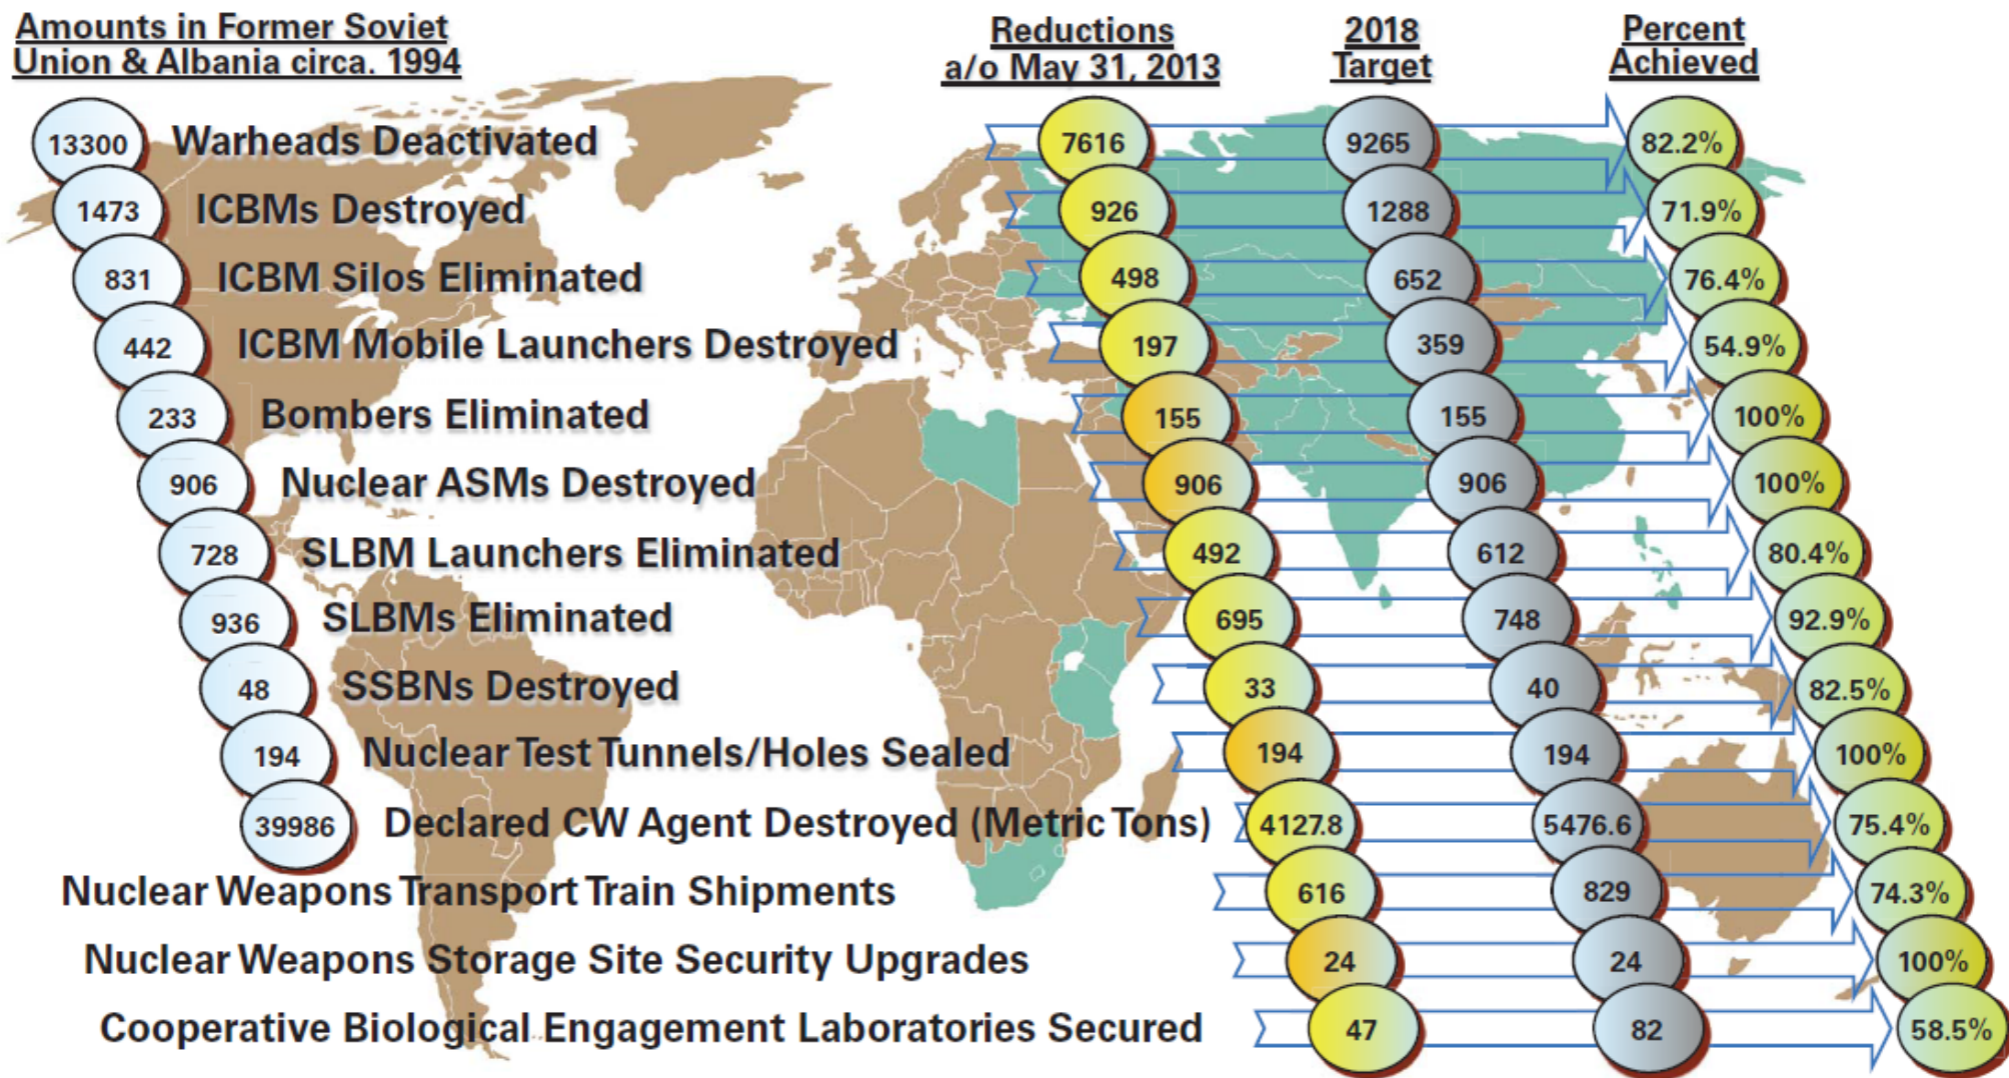 Amounts in Former Soviet
Union & Albania circa. 1994
Reductions
a/o May 31, 2013
2018
Target
Percent
Achieved
13300 Warheads Deactivated 7616 9265 82.2%
1473 ICBMs Destroyed 926 1288 71.9%
831 ICBM Silos Eliminated 498 652 76.4%
442 ICBM Mobile Launchers Destroyed 197 359 54.9%
233 Bombers Eliminated 155 155 100%
906 Nuclear ASMs Destroyed 906 906 100%
728 SLBM Launchers Eliminated 492 612 80.4%
936 SLBMs Eliminated 695 748 92.9%
48 SSBNs Destroyed 33 40 82.5%
194 Nuclear Test Tunnels/Holes Sealed 194 194 100%
39986 Declared CW Agent Destroyed (Metric Tons) 4127.8 5476.6 75.4%
Nuclear Weapons Transport Train Shipments 616 829 74.3%
Nuclear Weapons Storage Site Security Upgrades 24 24 100%
Cooperative Biological Engagement Laboratories Secured 47 82 58.5%